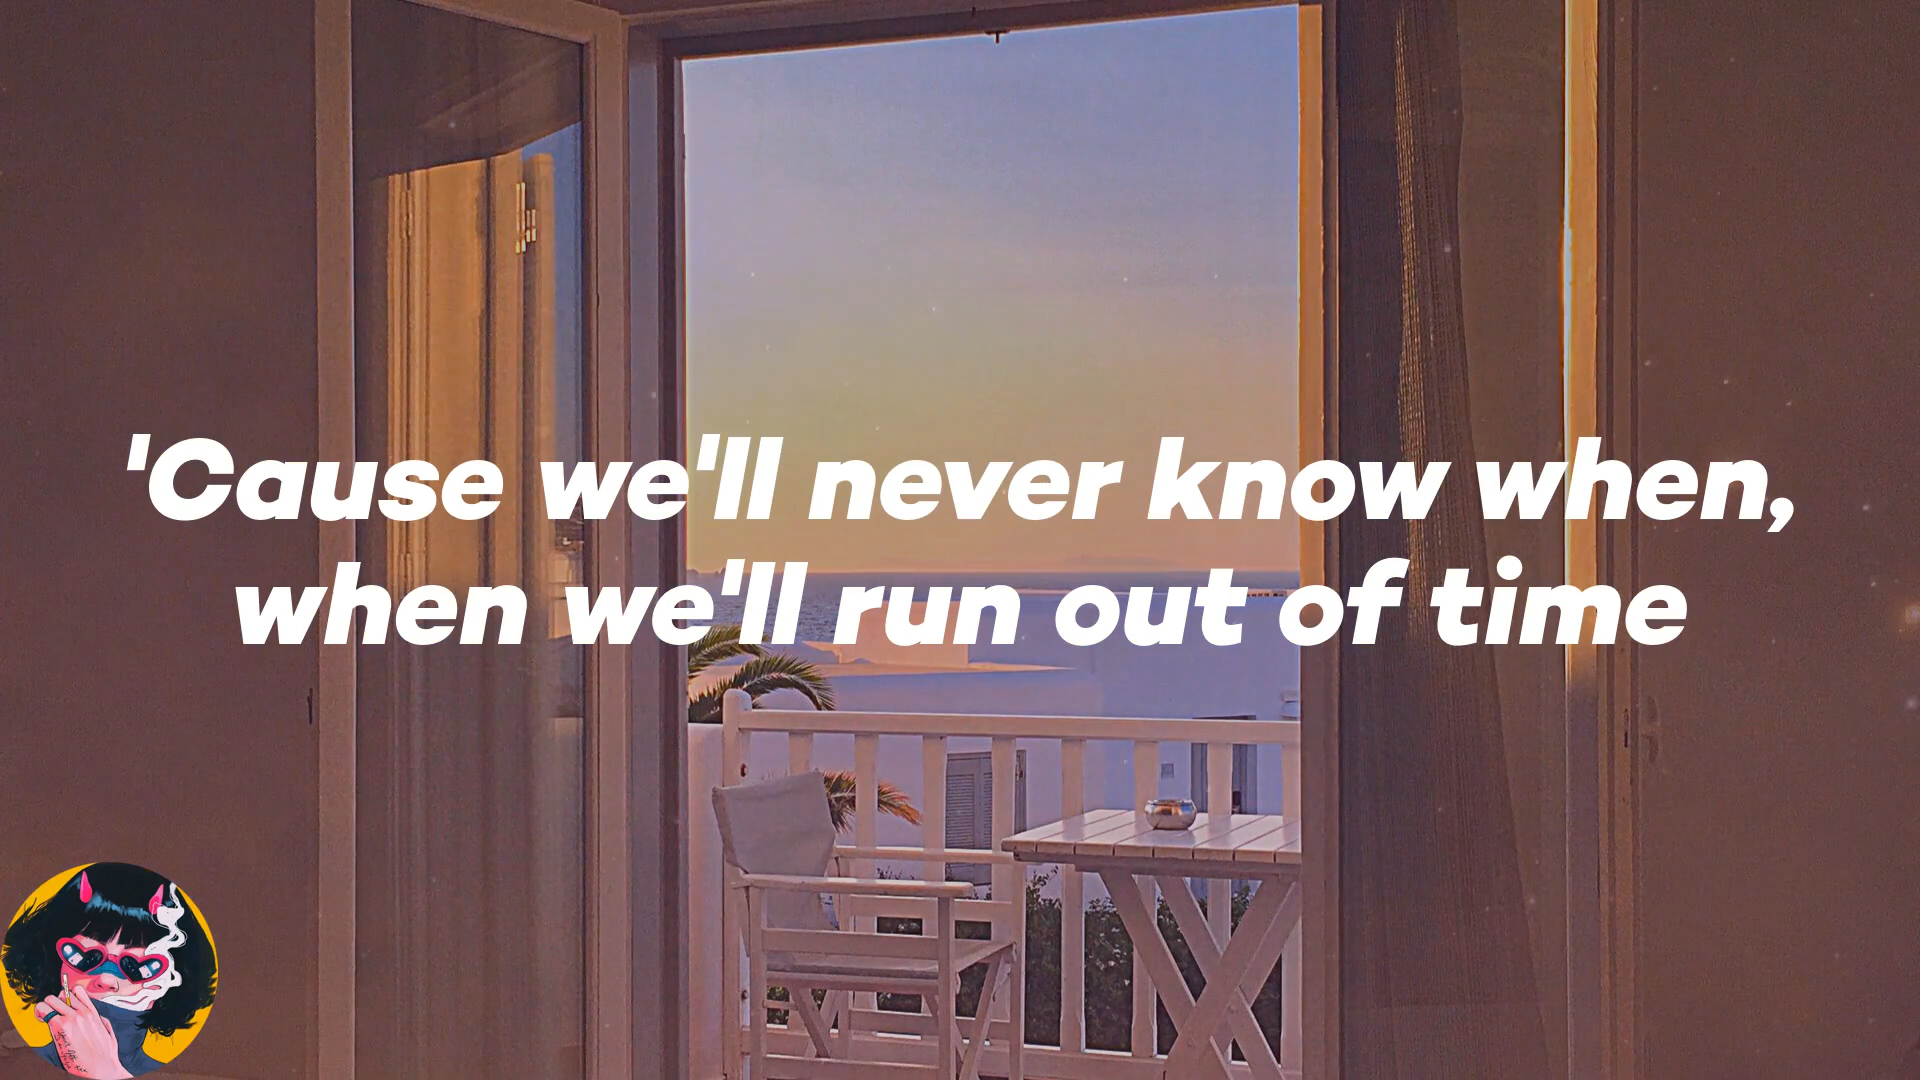 'Cause we'll never know when,
when we'll run out of time